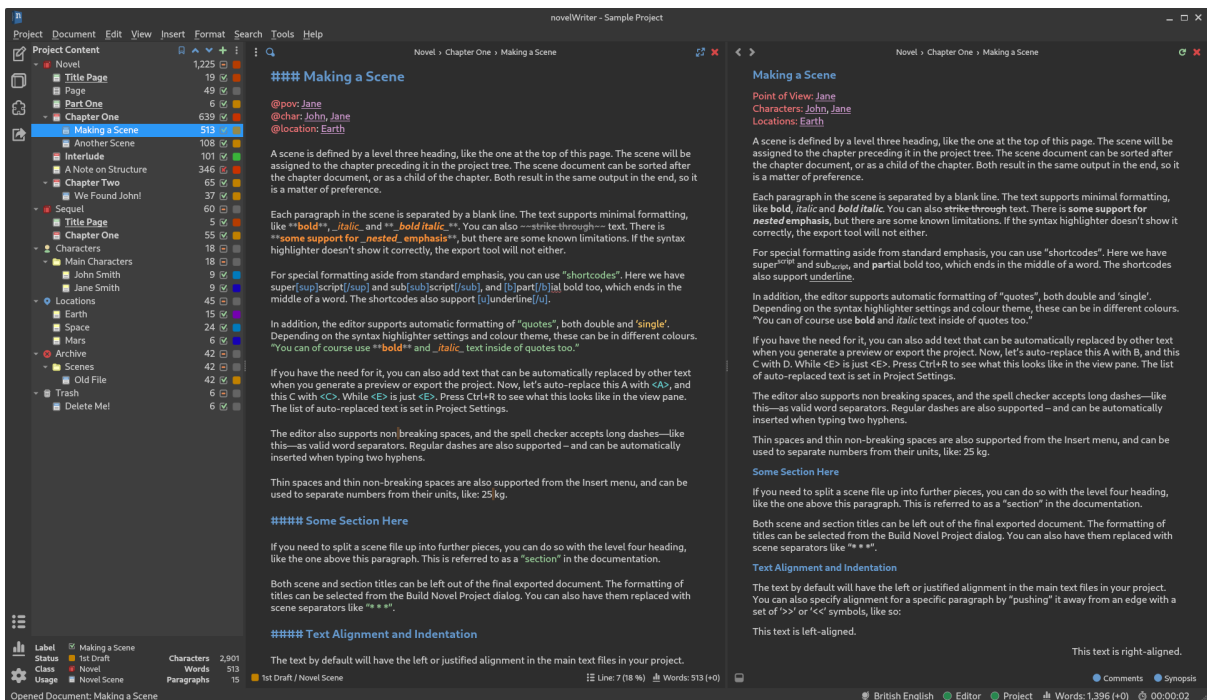 novelWriter - Sample Project
Project Document Edit View Insert Format Search Tools Help
Project Content
Novel 1,225
Title Page 19
Page 49
Part One 6
Chapter One 639
Making a Scene 513
Another Scene 108
Interlude 101
A Note on Structure 346
Chapter Two 65
We Found John! 37
Sequel 60
Title Page 5
Chapter One 55
Characters 18
Main Characters 18
John Smith 9
Jane Smith 9
Locations 45
Earth 15
Space 24
Mars 6
Archive 42
Scenes 42
Old File 42
Trash 6
Delete Me! 6
Label Making a Scene
Status 1st Draft Characters 2,901
Class Novel Words 513
Usage Novel Scene Paragraphs 15
Novel › Chapter One › Making a Scene
### Making a Scene
@pov: Jane
@char: John, Jane
@location: Earth
A scene is defined by a level three heading, like the one at the top of this page. The scene will be
assigned to the chapter preceding it in the project tree. The scene document can be sorted after
the chapter document, or as a child of the chapter. Both result in the same output in the end, so it
is a matter of preference.
Each paragraph in the scene is separated by a blank line. The text supports minimal formatting,
like **bold**, _italic_ and **_bold italic_**. You can also ~~strike through~~ text. There is
**some support for _nested_ emphasis**, but there are some known limitations. If the syntax
highlighter doesn't show it correctly, the export tool will not either.
For special formatting aside from standard emphasis, you can use “shortcodes”. Here we have
super[sup]script[/sup] and sub[sub]script[/sub], and [b]part[/b]ial bold too, which ends in the
middle of a word. The shortcodes also support [u]underline[/u].
In addition, the editor supports automatic formatting of “quotes”, both double and ‘single’.
Depending on the syntax highlighter settings and colour theme, these can be in different colours.
“You can of course use **bold** and _italic_ text inside of quotes too.”
If you have the need for it, you can also add text that can be automatically replaced by other text
when you generate a preview or export the project. Now, let's auto-replace this A with <A>, and
this C with <C>. While <E> is just <E>. Press Ctrl+R to see what this looks like in the view pane.
The list of auto-replaced text is set in Project Settings.
The editor also supports non breaking spaces, and the spell checker accepts long dashes—like
this—as valid word separators. Regular dashes are also supported – and can be automatically
inserted when typing two hyphens.
Thin spaces and thin non-breaking spaces are also supported from the Insert menu, and can be
used to separate numbers from their units, like: 25 kg.
#### Some Section Here
If you need to split a scene file up into further pieces, you can do so with the level four heading,
like the one above this paragraph. This is referred to as a “section” in the documentation.
Both scene and section titles can be left out of the final exported document. The formatting of
titles can be selected from the Build Novel Project dialog. You can also have them replaced with
scene separators like “* * *”.
#### Text Alignment and Indentation
The text by default will have the left or justified alignment in the main text files in your project.
1st Draft / Novel Scene Line: 7 (18 %) Words: 513 (+0)
Novel › Chapter One › Making a Scene
Making a Scene
Point of View: Jane
Characters: John, Jane
Locations: Earth
A scene is defined by a level three heading, like the one at the top of this page. The scene will be
assigned to the chapter preceding it in the project tree. The scene document can be sorted after
the chapter document, or as a child of the chapter. Both result in the same output in the end, so it
is a matter of preference.
Each paragraph in the scene is separated by a blank line. The text supports minimal formatting,
like bold, italic and bold italic. You can also strike through text. There is some support for
nested emphasis, but there are some known limitations. If the syntax highlighter doesn't show it
correctly, the export tool will not either.
For special formatting aside from standard emphasis, you can use “shortcodes”. Here we have
superscript and subscript, and partial bold too, which ends in the middle of a word. The shortcodes
also support underline.
In addition, the editor supports automatic formatting of “quotes”, both double and ‘single’.
Depending on the syntax highlighter settings and colour theme, these can be in different colours.
“You can of course use bold and italic text inside of quotes too.”
If you have the need for it, you can also add text that can be automatically replaced by other text
when you generate a preview or export the project. Now, let's auto-replace this A with B, and this
C with D. While <E> is just <E>. Press Ctrl+R to see what this looks like in the view pane. The list
of auto-replaced text is set in Project Settings.
The editor also supports non breaking spaces, and the spell checker accepts long dashes—like
this—as valid word separators. Regular dashes are also supported – and can be automatically
inserted when typing two hyphens.
Thin spaces and thin non-breaking spaces are also supported from the Insert menu, and can be
used to separate numbers from their units, like: 25 kg.
Some Section Here
If you need to split a scene file up into further pieces, you can do so with the level four heading,
like the one above this paragraph. This is referred to as a “section” in the documentation.
Both scene and section titles can be left out of the final exported document. The formatting of
titles can be selected from the Build Novel Project dialog. You can also have them replaced with
scene separators like “* * *”.
Text Alignment and Indentation
The text by default will have the left or justified alignment in the main text files in your project.
You can also specify alignment for a specific paragraph by “pushing” it away from an edge with a
set of ‘>>’ or ‘<<’ symbols, like so:
This text is left-aligned.
This text is right-aligned.
Comments Synopsis
Opened Document: Making a Scene
British English Editor Project Words: 1,396 (+0) 00:00:02